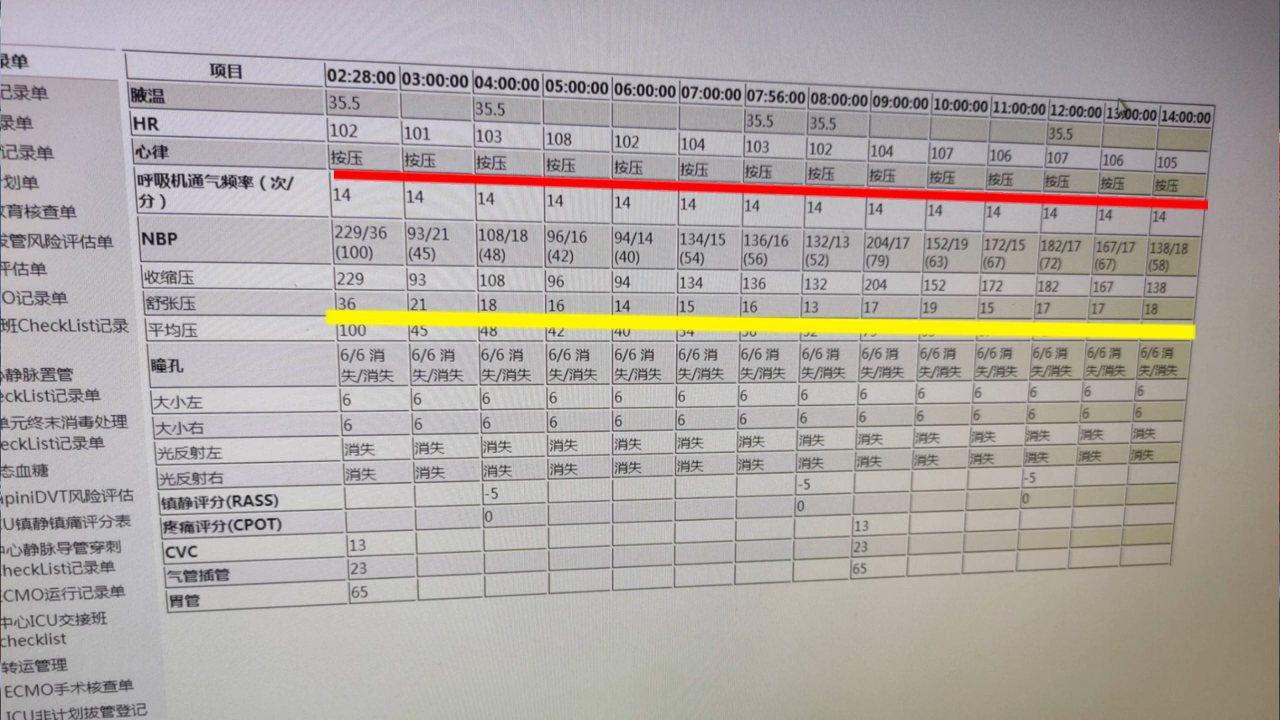 录单
记录单
录单
记录单
划单
教育核查单
发管风险评估单
评估单
O记录单
班CheckList记录
静脉置管
eckList记录单
单元终末消毒处理
eckList记录单
态血糖
piniDVT风险评估
U镇静镇痛评分表
中心静脉导管穿刺
checkList记录单
ECMO运行记录单
中心ICU交接班
checklist
转运管理
ECMO手术核查单
ICU非计划拔管登记
项目 02:28:00 03:00:00 04:00:00 05:00:00 06:00:00 07:00:00 07:56:00 08:00:00 09:00:00 10:00:00 11:00:00 12:00:00 13:00:00 14:00:00
腋温 35.5 35.5 35.5 35.5 35.5
HR 102 101 103 108 102 104 103 102 104 107 106 107 106 105
心律 按压 按压 按压 按压 按压 按压 按压 按压 按压 按压 按压 按压 按压 按压
呼吸机通气频率（次/
分） 14 14 14 14 14 14 14 14 14 14 14 14 14 14
NBP 229/36 93/21 108/18 96/16 94/14 134/15 136/16 132/13 204/17 152/19 172/15 182/17 167/17 138/18
(100) (45) (48) (42) (40) (54) (56) (52) (79) (63) (67) (72) (67) (58)
收缩压 229 93 108 96 94 134 136 132 204 152 172 182 167 138
舒张压 36 21 18 16 14 15 16 13 17 19 15 17 17 18
平均压 100 45 48 42 40 54
瞳孔 6/6 消 6/6 消 6/6 消 6/6 消 6/6 消 6/6 消 6/6 消 6/6 消 6/6 消 6/6 消 6/6 消 6/6 消 6/6 消 6/6 消
失/消失 失/消失 失/消失 失/消失 失/消失 失/消失 失/消失 失/消失 失/消失 失/消失 失/消失 失/消失 失/消失 失/消失
大小左 6 6 6 6 6 6 6 6 6 6 6 6 6 6
大小右 6 6 6 6 6 6 6 6 6 6 6 6 6 6
光反射左 消失 消失 消失 消失 消失 消失 消失 消失 消失 消失 消失 消失 消失 消失
光反射右 消失 消失 消失 消失 消失 消失 消失 消失 消失 消失 消失 消失 消失 消失
镇静评分(RASS) -5 -5 -5
疼痛评分(CPOT) 0 0 0
CVC 13 13
气管插管 23 23
胃管 65 65